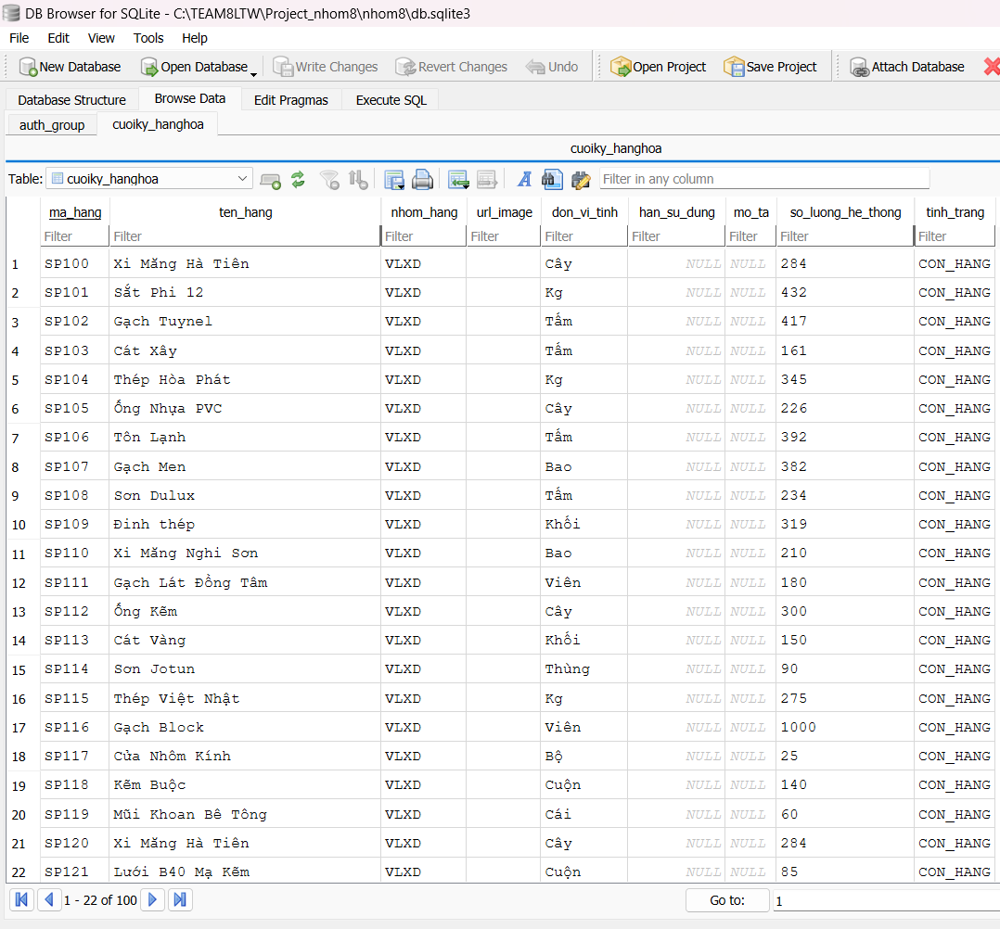 DB Browser for SQLite - C:\TEAM8LTW\Project_nhom8\nhom8\db.sqlite3
File Edit View Tools Help
New Database Open Database Write Changes Revert Changes Undo Open Project Save Project Attach Database
Database Structure Browse Data Edit Pragmas Execute SQL
auth_group cuoiky_hanghoa
cuoiky_hanghoa
Table: cuoiky_hanghoa Filter in any column
ma_hang ten_hang nhom_hang url_image don_vi_tinh han_su_dung mo_ta so_luong_he_thong tinh_trang
Filter Filter Filter Filter Filter Filter Filter Filter Filter
1 SP100 Xi Măng Hà Tiên VLXD Cây NULL NULL 284 CON_HANG
2 SP101 Sắt Phi 12 VLXD Kg NULL NULL 432 CON_HANG
3 SP102 Gạch Tuynel VLXD Tấm NULL NULL 417 CON_HANG
4 SP103 Cát Xây VLXD Tấm NULL NULL 161 CON_HANG
5 SP104 Thép Hòa Phát VLXD Kg NULL NULL 345 CON_HANG
6 SP105 Ống Nhựa PVC VLXD Cây NULL NULL 226 CON_HANG
7 SP106 Tôn Lạnh VLXD Tấm NULL NULL 392 CON_HANG
8 SP107 Gạch Men VLXD Bao NULL NULL 382 CON_HANG
9 SP108 Sơn Dulux VLXD Tấm NULL NULL 234 CON_HANG
10 SP109 Đinh thép VLXD Khối NULL NULL 319 CON_HANG
11 SP110 Xi Măng Nghi Sơn VLXD Bao NULL NULL 210 CON_HANG
12 SP111 Gạch Lát Đồng Tâm VLXD Viên NULL NULL 180 CON_HANG
13 SP112 Ống Kẽm VLXD Cây NULL NULL 300 CON_HANG
14 SP113 Cát Vàng VLXD Khối NULL NULL 150 CON_HANG
15 SP114 Sơn Jotun VLXD Thùng NULL NULL 90 CON_HANG
16 SP115 Thép Việt Nhật VLXD Kg NULL NULL 275 CON_HANG
17 SP116 Gạch Block VLXD Viên NULL NULL 1000 CON_HANG
18 SP117 Cửa Nhôm Kính VLXD Bộ NULL NULL 25 CON_HANG
19 SP118 Kẽm Buộc VLXD Cuộn NULL NULL 140 CON_HANG
20 SP119 Mũi Khoan Bê Tông VLXD Cái NULL NULL 60 CON_HANG
21 SP120 Xi Măng Hà Tiên VLXD Cây NULL NULL 284 CON_HANG
22 SP121 Lưới B40 Mạ Kẽm VLXD Cuộn NULL NULL 85 CON_HANG
1 - 22 of 100 Go to: 1